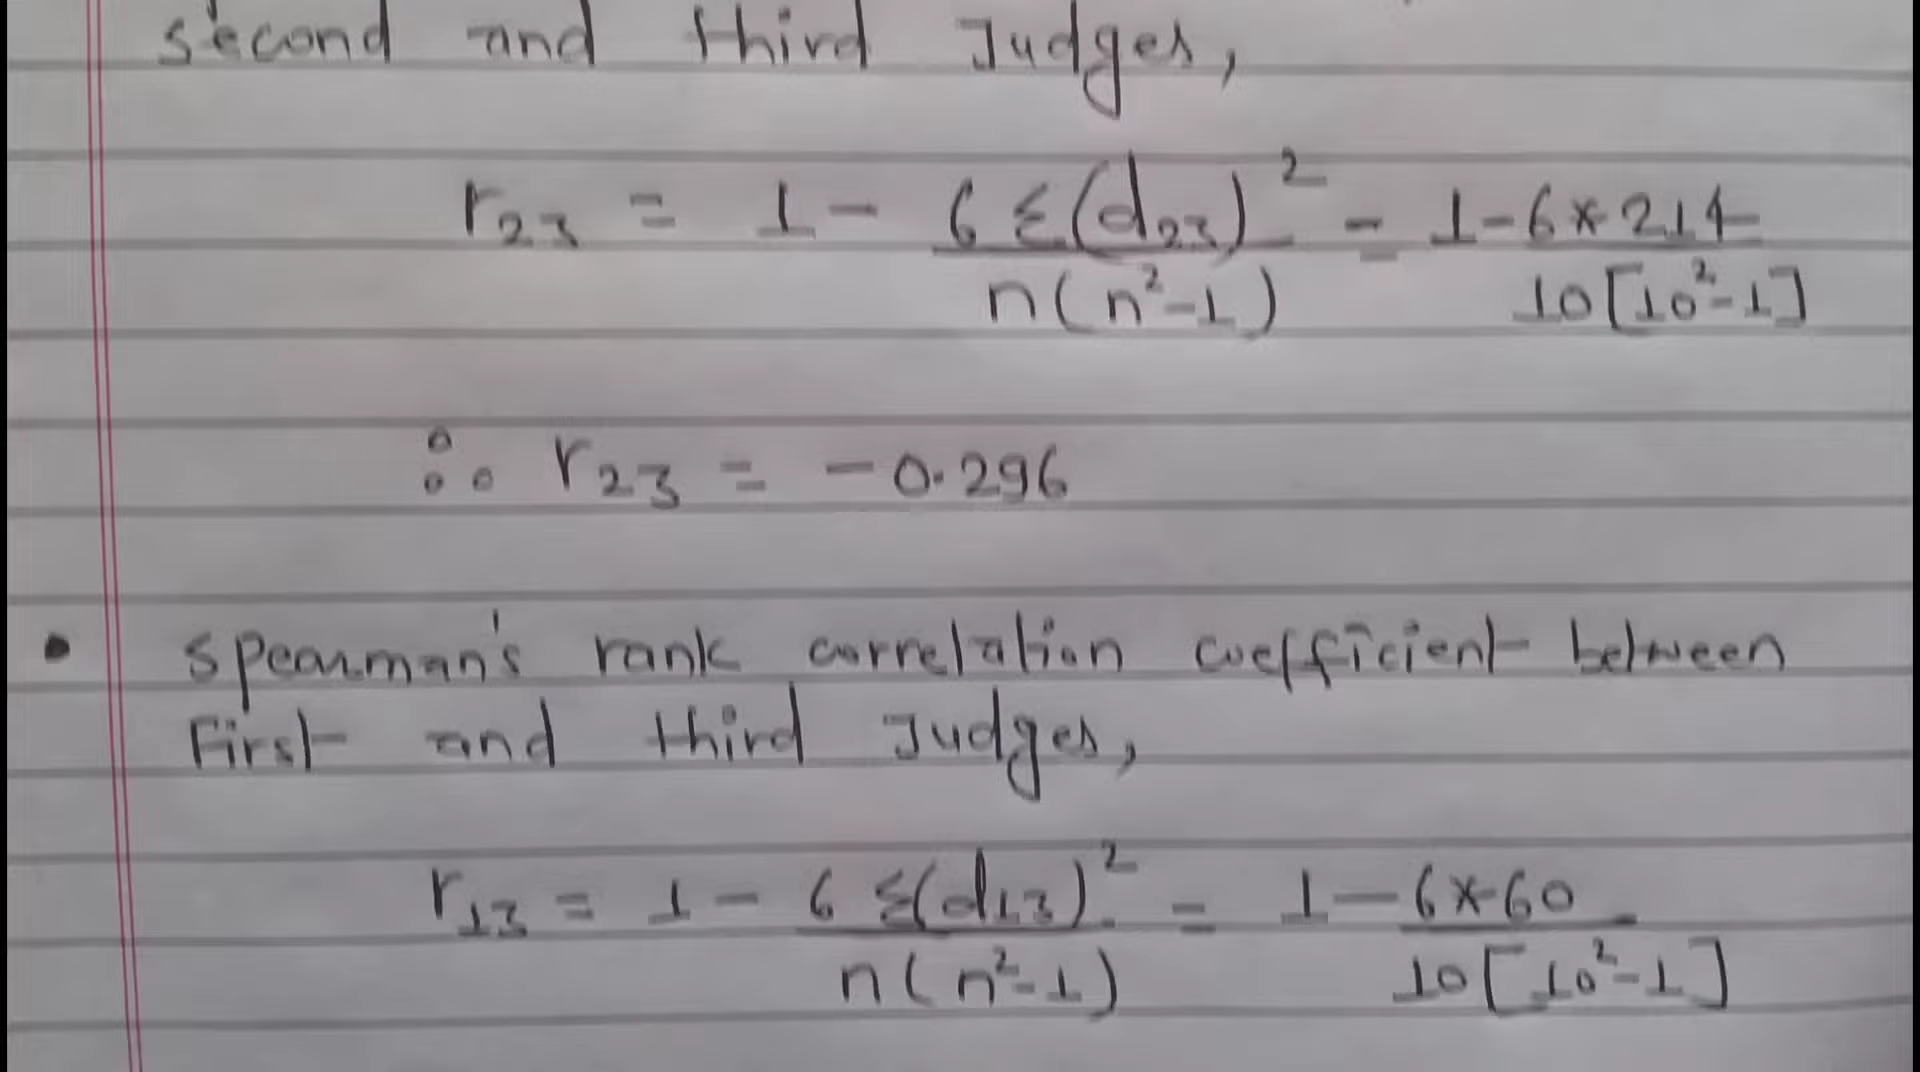 second and third Judges,
r₂₃ = 1 - 6 Σ(d₂₃)² / n(n²-1) = 1 - 6*214 / 10[10²-1]
∴ r₂₃ = -0.296
• Spearman's rank correlation coefficient between
First and third Judges,
r₁₃ = 1 - 6 Σ(d₁₃)² / n(n²-1) = 1 - 6*60 / 10[10²-1]